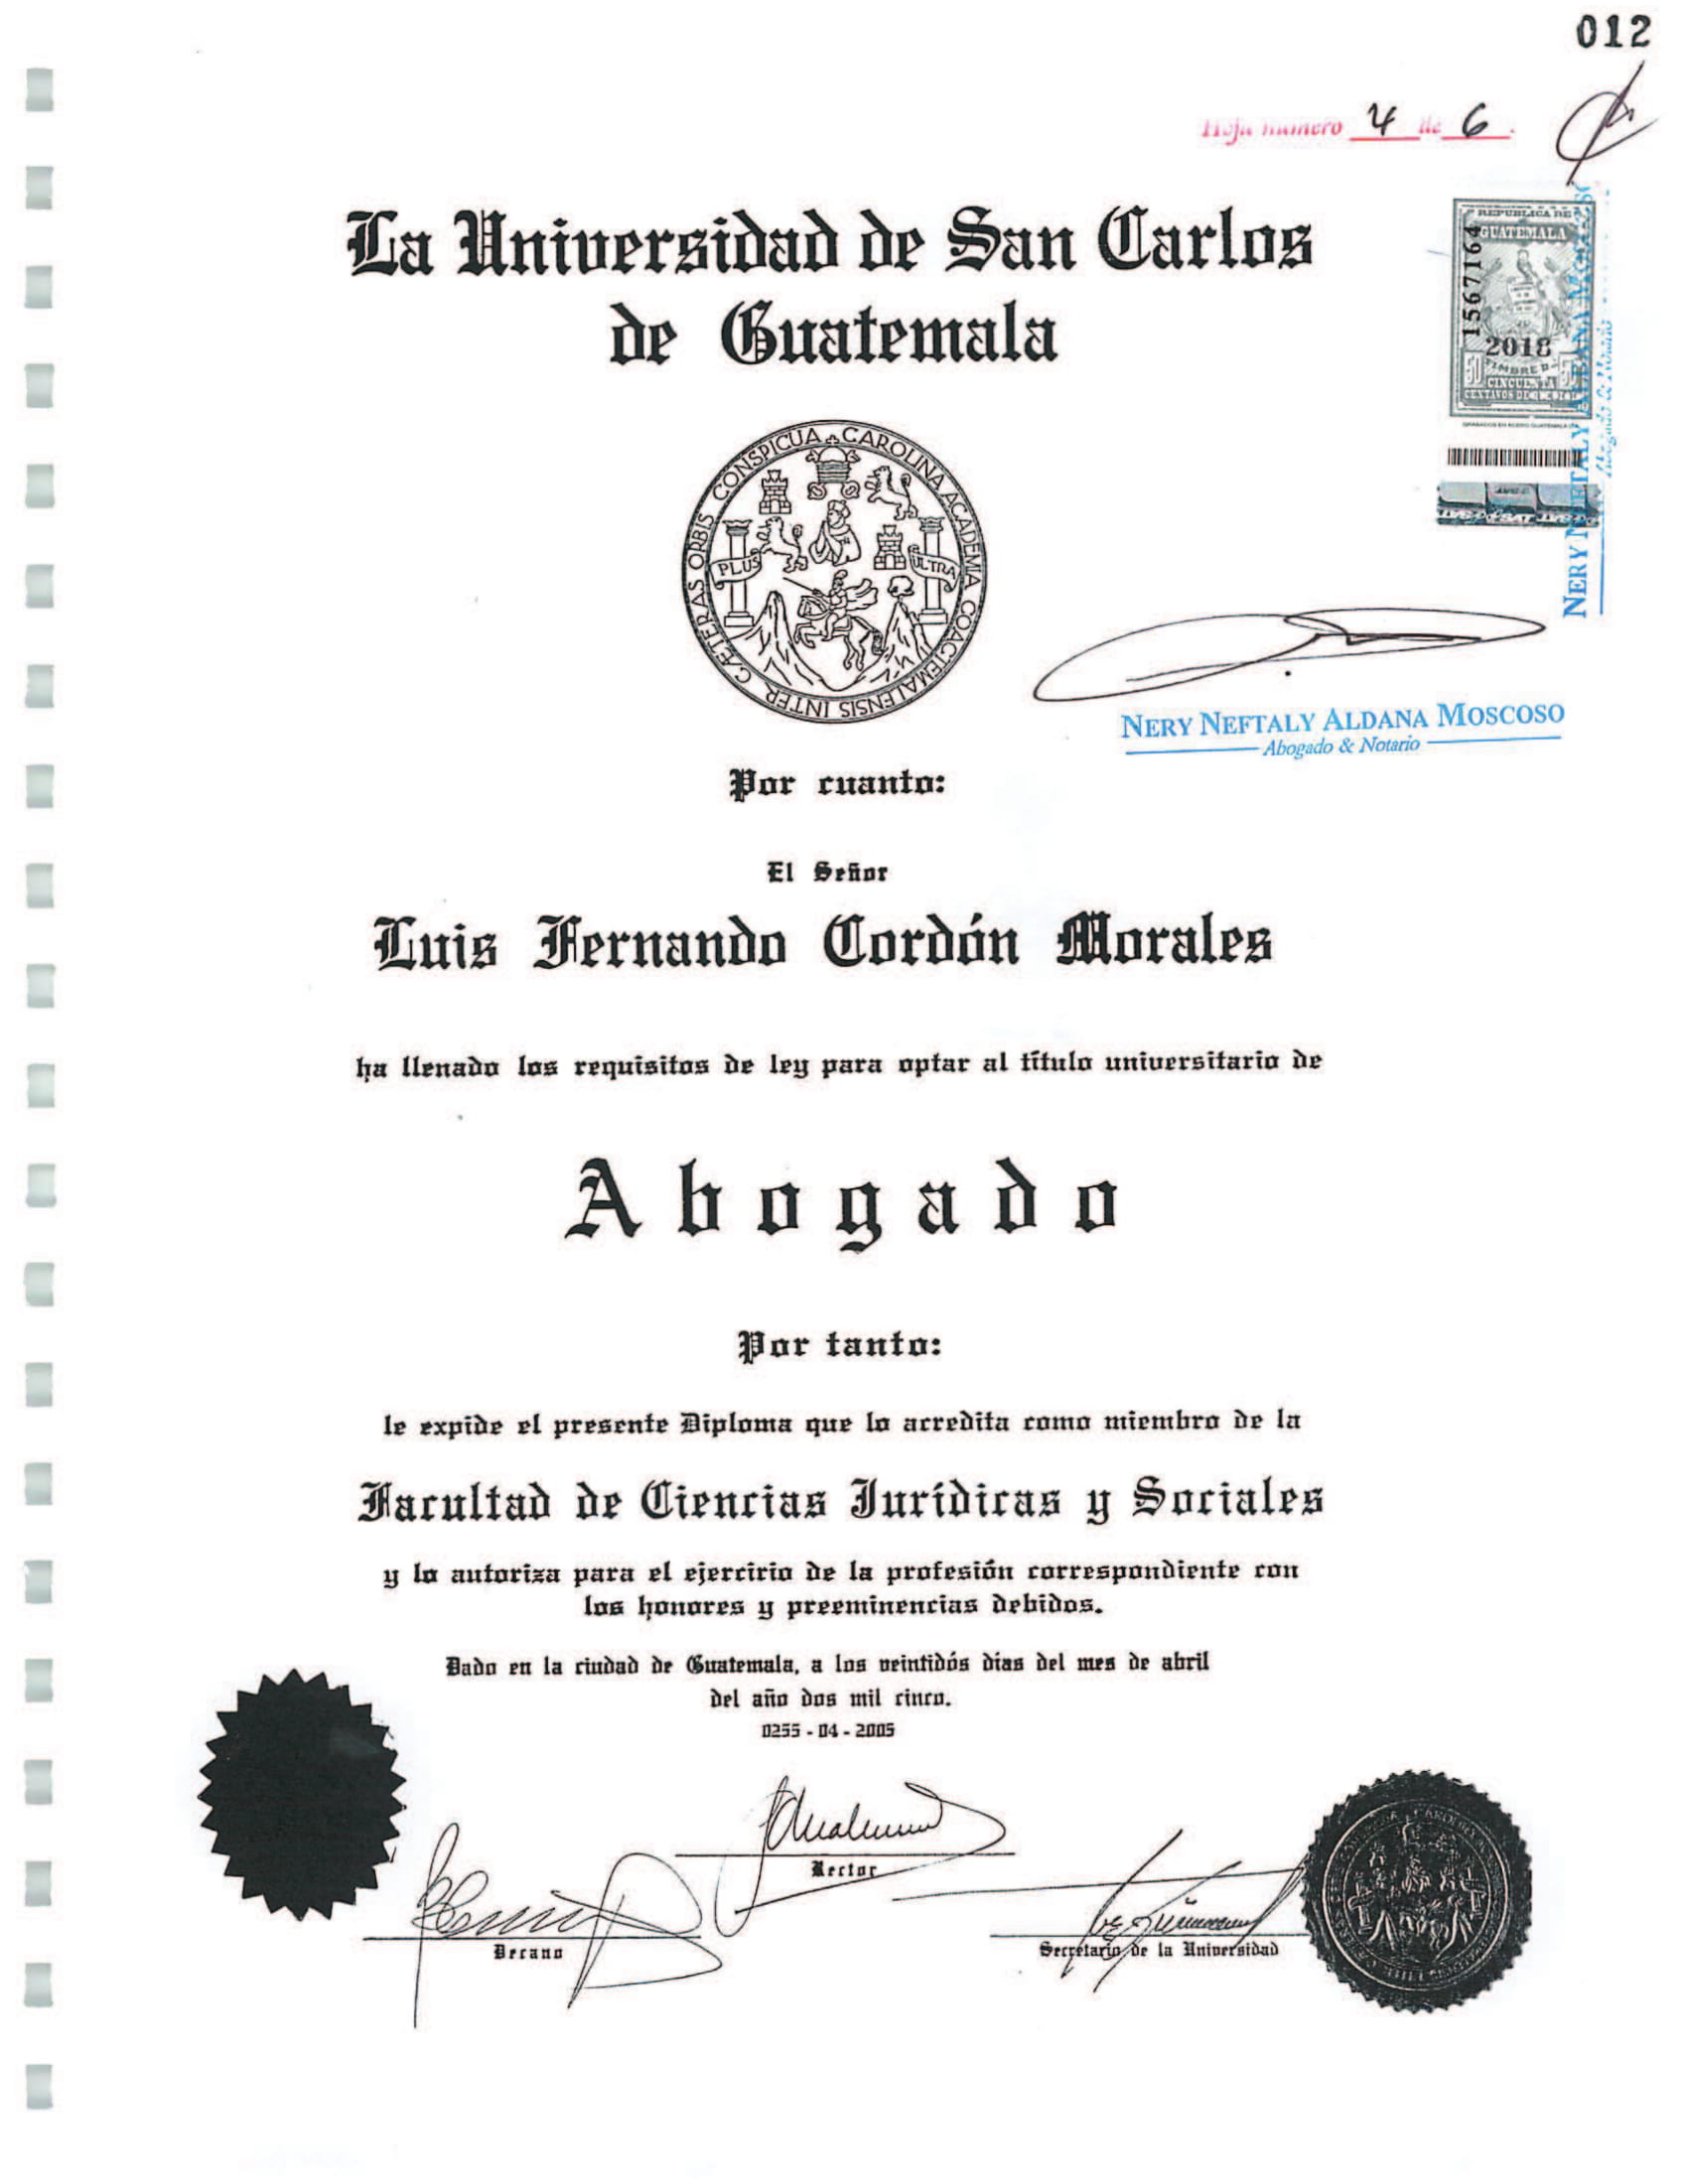 012
Hoja número 4 de 6.
La Universidad de San Carlos
de Guatemala
REPUBLICA DE
GUATEMALA
1567164
2018
50 CINCUENTA 50
NERY NEFTALY ALDANA MOSCOSO
Abogado & Notario
CAETERAS ORBIS CONSPICUA CAROLINA ACADEMIA COACTEMALENSIS INTER
PLUS ULTRA
NERY NEFTALY ALDANA MOSCOSO
Abogado & Notario
Por cuanto:
El Señor
Luis Fernando Cordón Morales
ha llenado los requisitos de ley para optar al título universitario de
Abogado
Por tanto:
le expide el presente Diploma que lo acredita como miembro de la
Facultad de Ciencias Jurídicas y Sociales
y lo autoriza para el ejercicio de la profesión correspondiente con
los honores y preeminencias debidos.
Dado en la ciudad de Guatemala, a los veintidós días del mes de abril
del año dos mil cinco.
0255 - 04 - 2005
Rector
Decano
Secretario de la Universidad